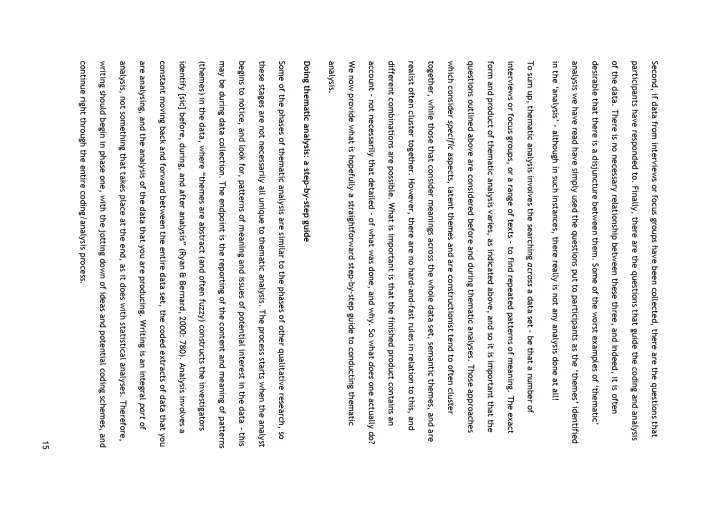 Second, if data from interviews or focus groups have been collected, there are the questions that
participants have responded to. Finally, there are the questions that guide the coding and analysis
of the data. There is no necessary relationship between these three, and indeed, it is often
desirable that there is a disjuncture between them. Some of the worst examples of ‘thematic’
analysis we have read have simply used the questions put to participants as the ‘themes’ identified
in the ‘analysis’ - although in such instances, there really is not any analysis done at all!
To sum up, thematic analysis involves the searching across a data set - be that a number of
interviews or focus groups, or a range of texts - to find repeated patterns of meaning. The exact
form and product of thematic analysis varies, as indicated above, and so it is important that the
questions outlined above are considered before and during thematic analyses. Those approaches
which consider specific aspects, latent themes and are constructionist tend to often cluster
together, while those that consider meanings across the whole data set, semantic themes, and are
realist often cluster together. However, there are no hard-and-fast rules in relation to this, and
different combinations are possible. What is important is that the finished product contains an
account - not necessarily that detailed - of what was done, and why. So what does one actually do?
We now provide what is hopefully a straightforward step-by-step guide to conducting thematic
analysis.
Doing thematic analysis: a step-by-step guide
Some of the phases of thematic analysis are similar to the phases of other qualitative research, so
these stages are not necessarily all unique to thematic analysis. The process starts when the analyst
begins to notice, and look for, patterns of meaning and issues of potential interest in the data - this
may be during data collection. The endpoint is the reporting of the content and meaning of patterns
(themes) in the data, where “themes are abstract (and often fuzzy) constructs the investigators
identify [sic] before, during, and after analysis” (Ryan & Bernard, 2000: 780). Analysis involves a
constant moving back and forward between the entire data set, the coded extracts of data that you
are analysing, and the analysis of the data that you are producing. Writing is an integral part of
analysis, not something that takes place at the end, as it does with statistical analyses. Therefore,
writing should begin in phase one, with the jotting down of ideas and potential coding schemes, and
continue right through the entire coding/analysis process.
15